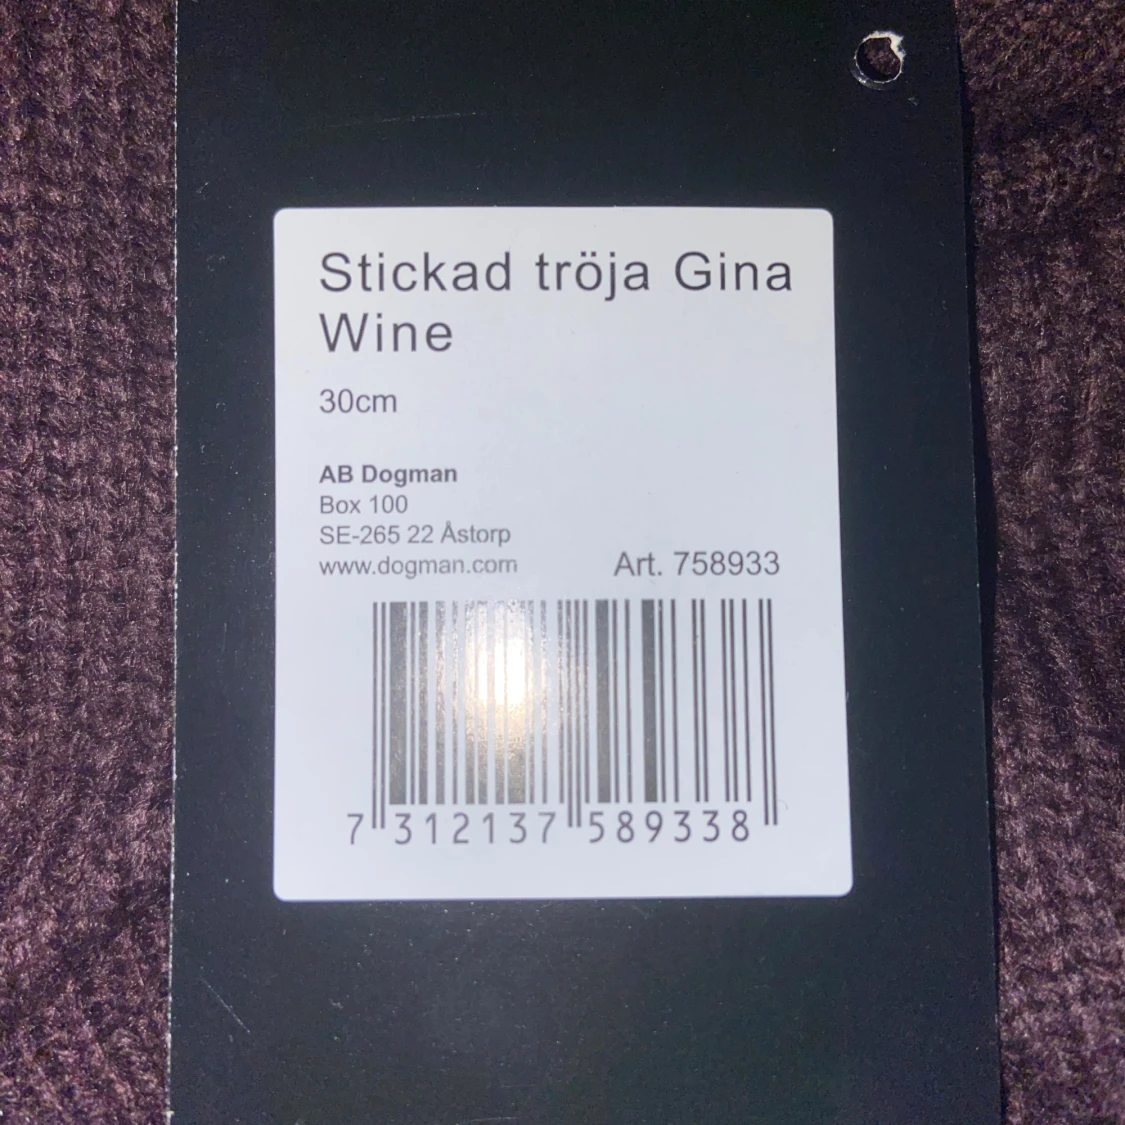 Stickad tröja Gina
Wine
30cm
AB Dogman
Box 100
SE-265 22 Åstorp
www.dogman.com
Art. 758933
7 312137 589338